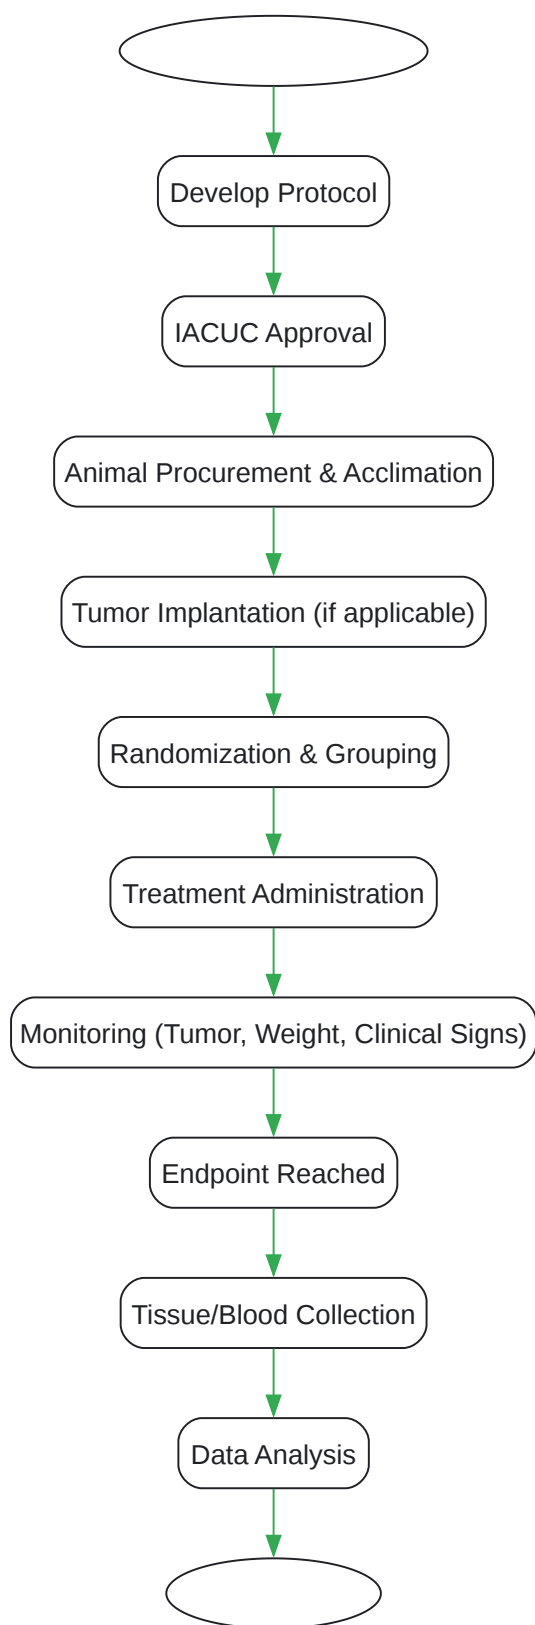 Develop Protocol
IACUC Approval
Animal Procurement & Acclimation
Tumor Implantation (if applicable)
Randomization & Grouping
Treatment Administration
Monitoring (Tumor, Weight, Clinical Signs)
Endpoint Reached
Tissue/Blood Collection
Data Analysis